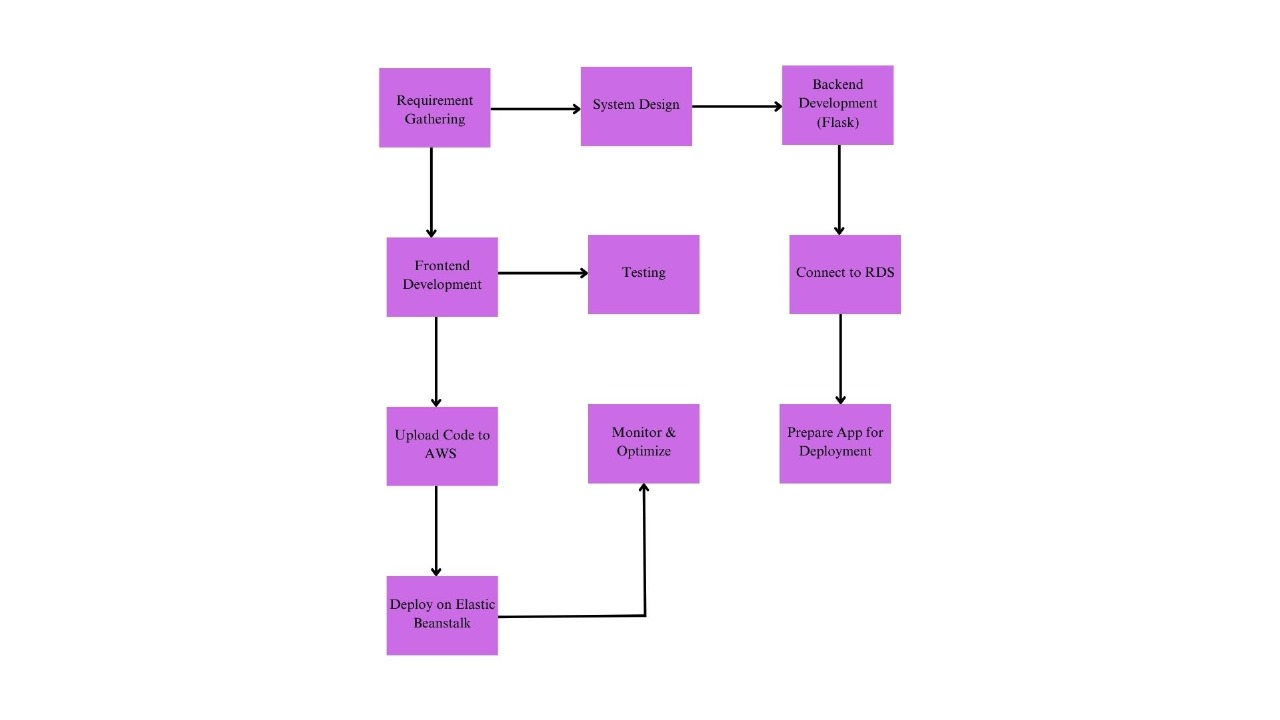 Requirement
Gathering
System Design
Backend
Development
(Flask)
Frontend
Development
Testing
Connect to RDS
Upload Code to
AWS
Monitor &
Optimize
Prepare App for
Deployment
Deploy on Elastic
Beanstalk